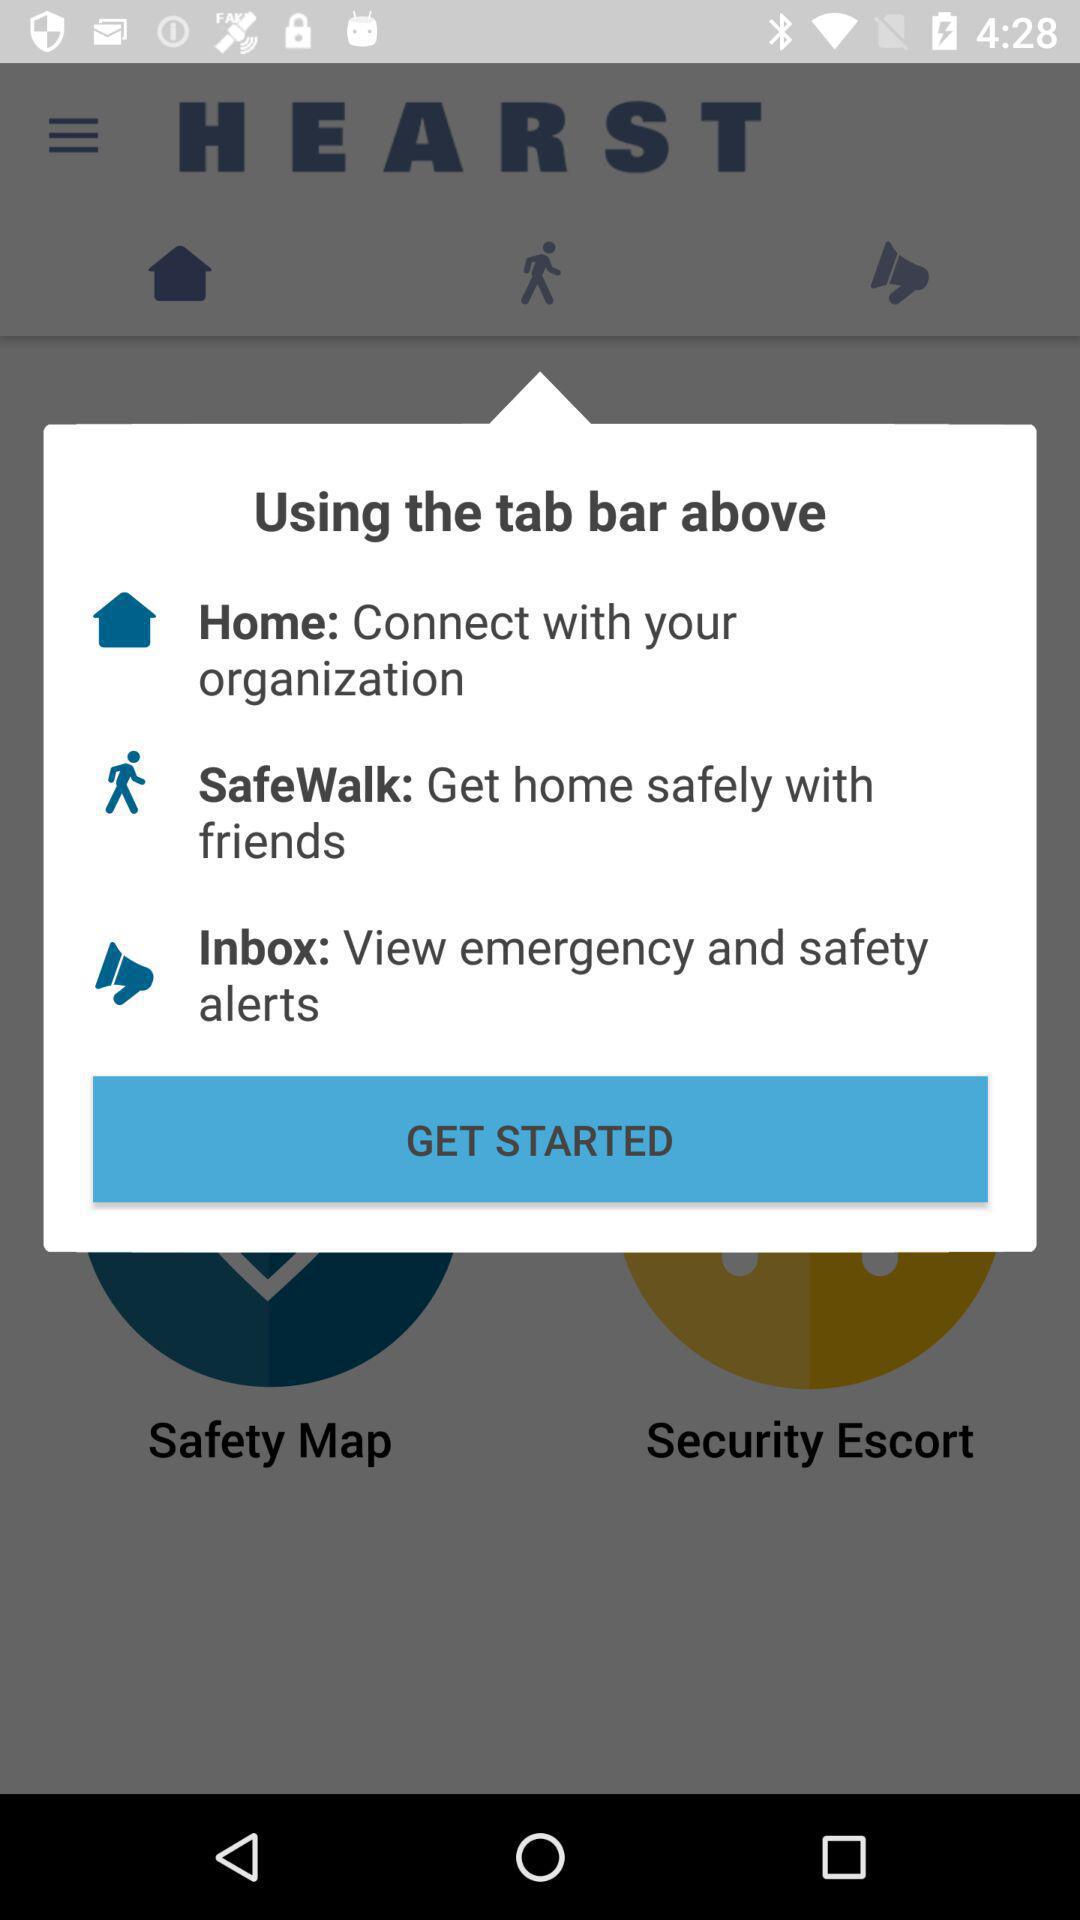 FAKE
4:28
HEARST
Using the tab bar above
Home: Connect with your
organization
SafeWalk: Get home safely with
friends
Inbox: View emergency and safety
alerts
GET STARTED
Safety Map
Security Escort